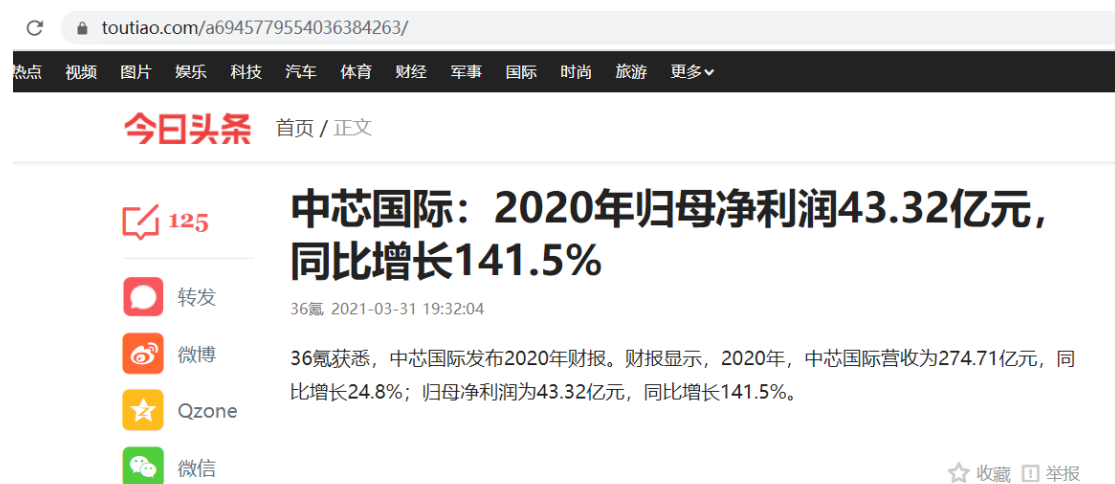 toutiao.com/a6945779554036384263/
热点 视频 图片 娱乐 科技 汽车 体育 财经 军事 国际 时尚 旅游 更多
今日头条 首页 / 正文
中芯国际：2020年归母净利润43.32亿元，
同比增长141.5%
125
36氪 2021-03-31 19:32:04
转发
36氪获悉，中芯国际发布2020年财报。财报显示，2020年，中芯国际营收为274.71亿元，同
比增长24.8%；归母净利润为43.32亿元，同比增长141.5%。
微博
Qzone
微信
收藏 举报